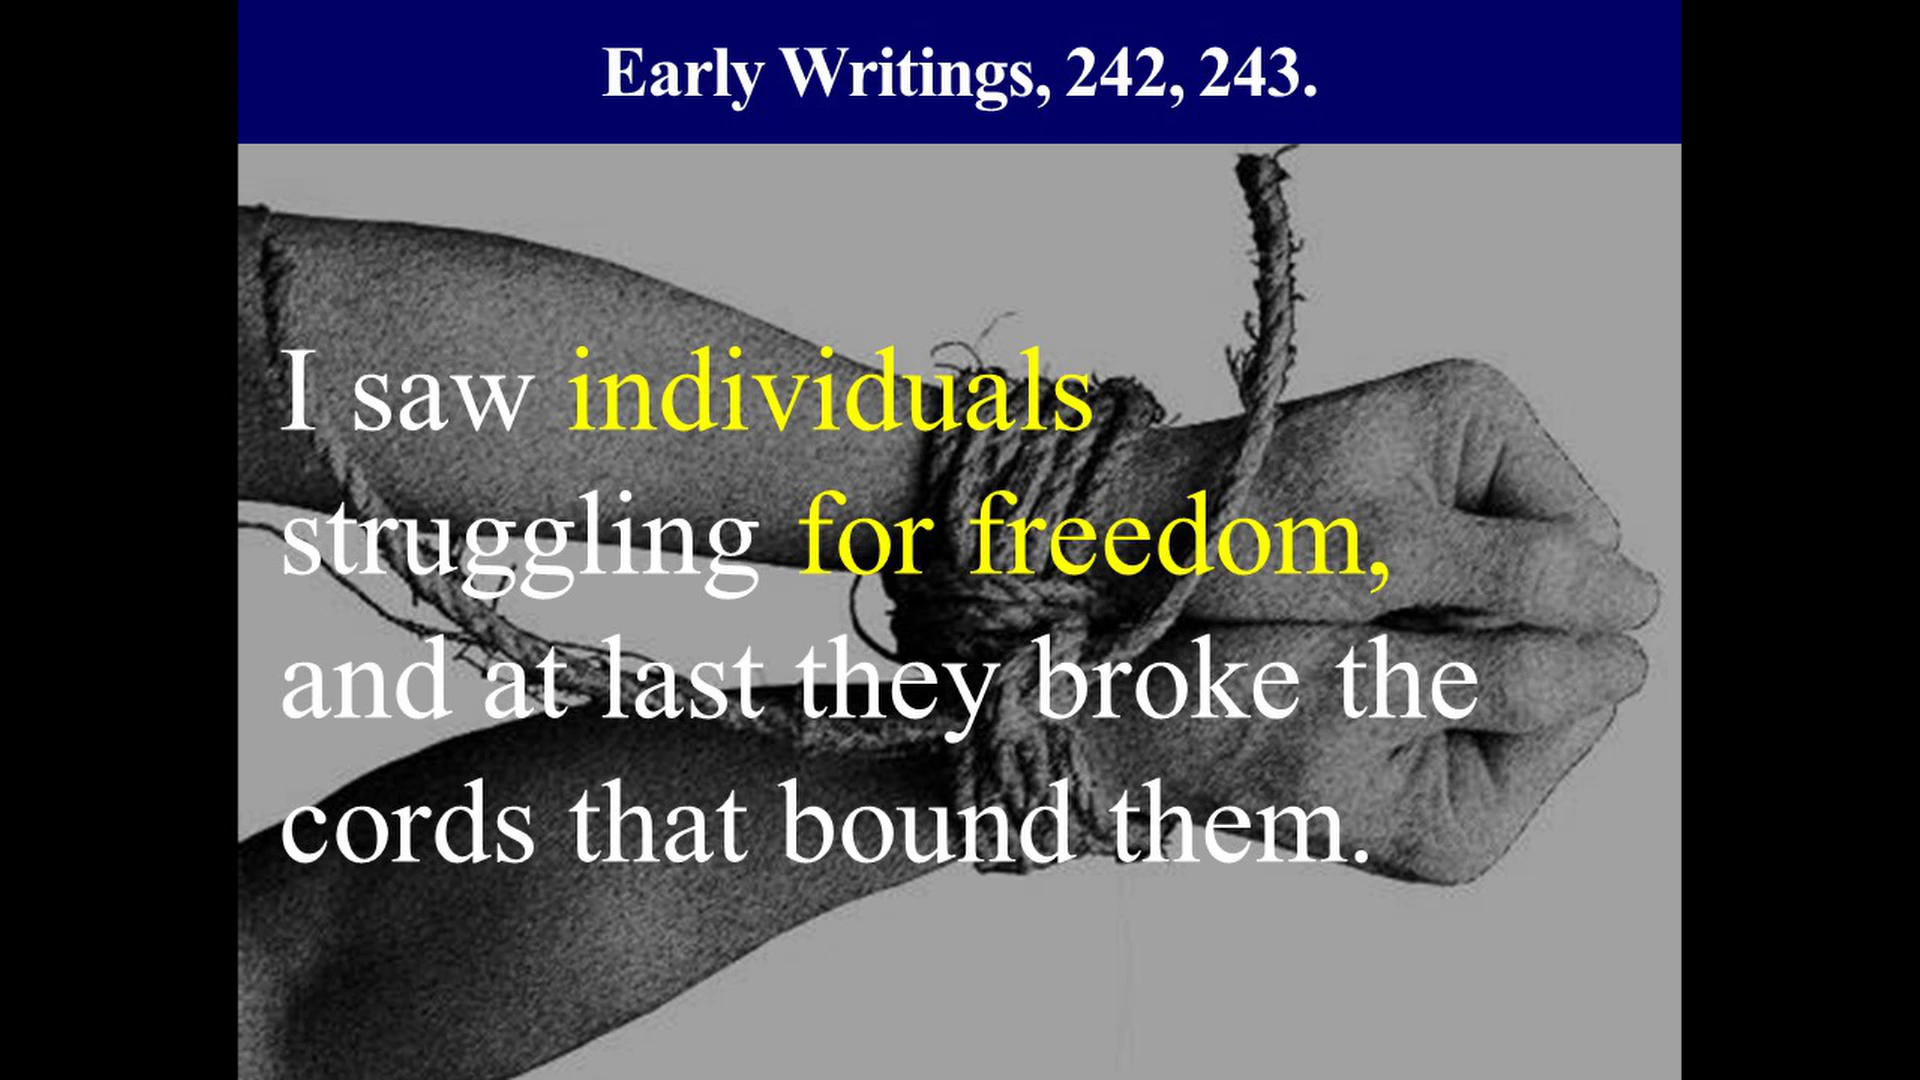 Early Writings, 242, 243.
I saw individuals
struggling for freedom,
and at last they broke the
cords that bound them.